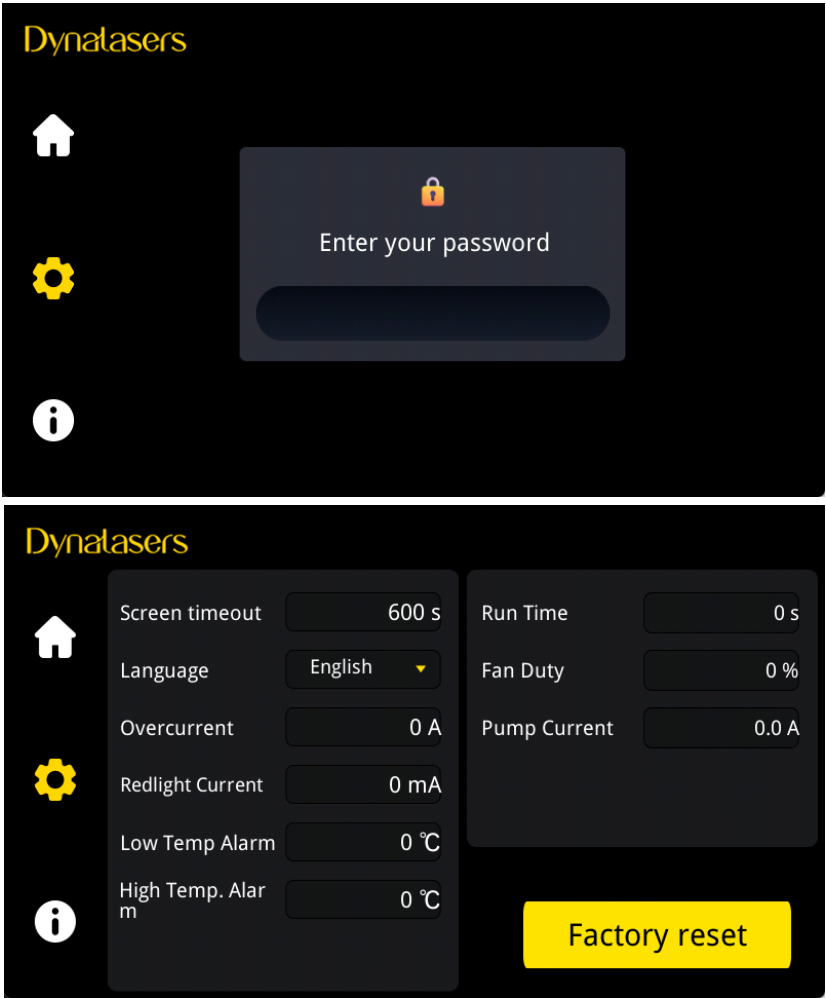 Dynalasers
Enter your password
Dynalasers
Screen timeout 600 s
Language English
Overcurrent 0 A
Redlight Current 0 mA
Low Temp Alarm 0 ℃
High Temp. Alar
m 0 ℃
Run Time 0 s
Fan Duty 0 %
Pump Current 0.0 A
Factory reset